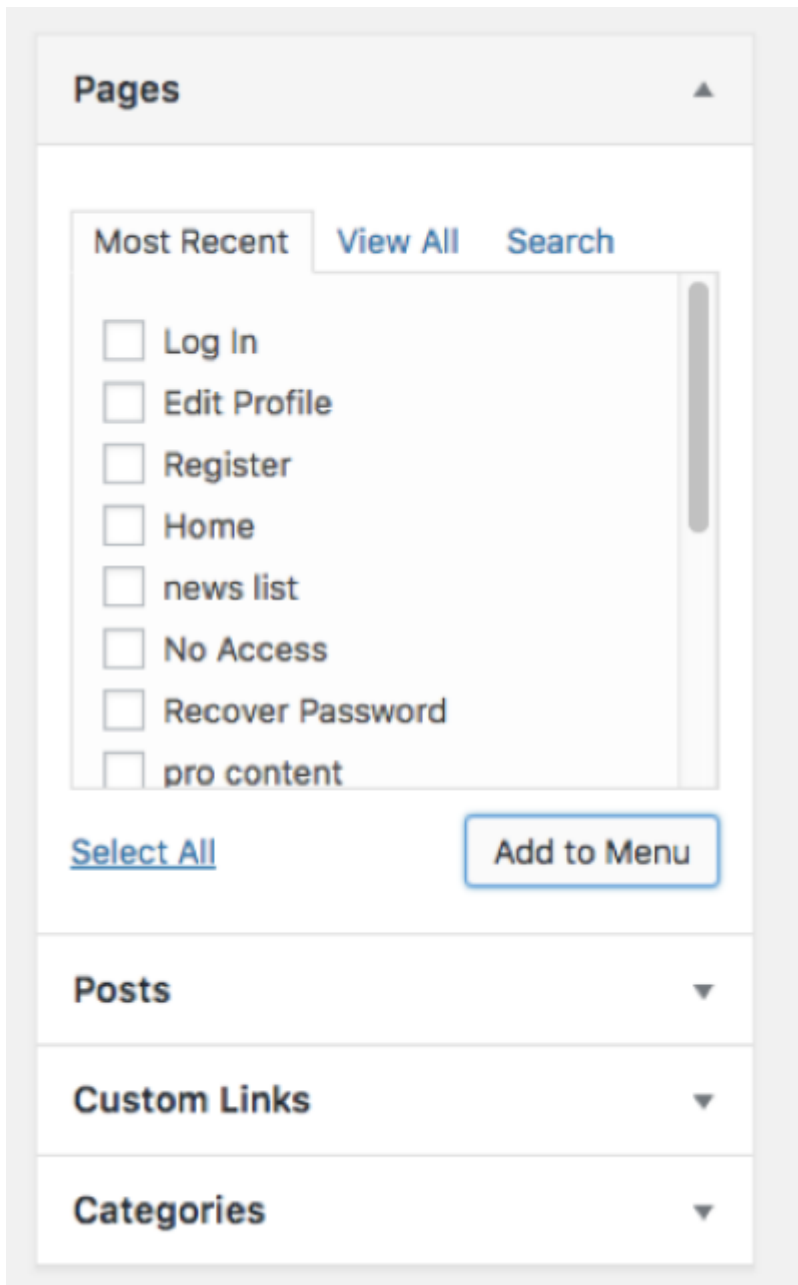 Pages
Most Recent View All Search
Log In
Edit Profile
Register
Home
news list
No Access
Recover Password
pro content
Select All Add to Menu
Posts
Custom Links
Categories